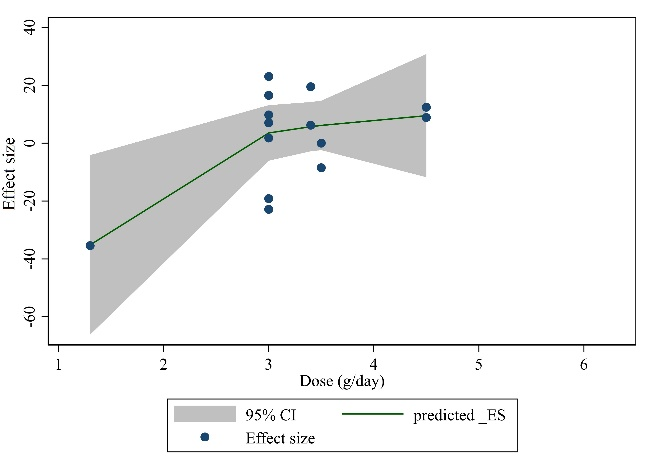 40
20
0
-20
-40
-60
Effect size
1 2 3 4 5 6
Dose (g/day)
95% CI predicted _ES
Effect size